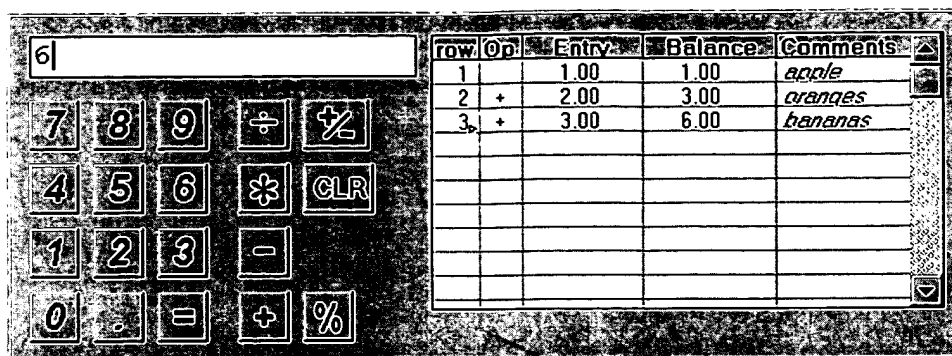 6
row Op Entry Balance Comments
1 1.00 1.00 apple
2 + 2.00 3.00 oranges
3 + 3.00 6.00 bananas
7 8 9 ÷ +/-
4 5 6 * CLR
1 2 3 -
0 . = + %